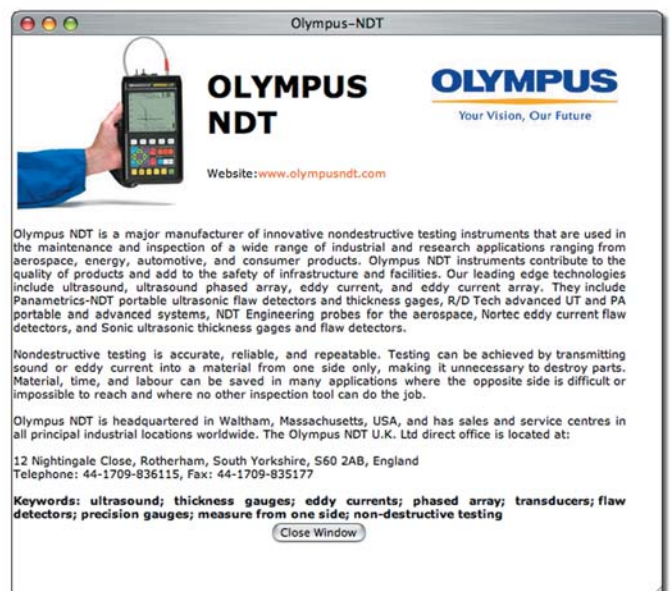 Olympus-NDT
OLYMPUS
NDT
OLYMPUS
Your Vision, Our Future
Website:www.olympusndt.com
Olympus NDT is a major manufacturer of innovative nondestructive testing instruments that are used in
the maintenance and inspection of a wide range of industrial and research applications ranging from
aerospace, energy, automotive, and consumer products. Olympus NDT instruments contribute to the
quality of products and add to the safety of infrastructure and facilities. Our leading edge technologies
include ultrasound, ultrasound phased array, eddy current, and eddy current array. They include
Panametrics-NDT portable ultrasonic flaw detectors and thickness gages, R/D Tech advanced UT and PA
portable and advanced systems, NDT Engineering probes for the aerospace, Nortec eddy current flaw
detectors, and Sonic ultrasonic thickness gages and flaw detectors.
Nondestructive testing is accurate, reliable, and repeatable. Testing can be achieved by transmitting
sound or eddy current into a material from one side only, making it unnecessary to destroy parts.
Material, time, and labour can be saved in many applications where the opposite side is difficult or
impossible to reach and where no other inspection tool can do the job.
Olympus NDT is headquartered in Waltham, Massachusetts, USA, and has sales and service centres in
all principal industrial locations worldwide. The Olympus NDT U.K. Ltd direct office is located at:
12 Nightingale Close, Rotherham, South Yorkshire, S60 2AB, England
Telephone: 44-1709-836115, Fax: 44-1709-835177
Keywords: ultrasound; thickness gauges; eddy currents; phased array; transducers; flaw
detectors; precision gauges; measure from one side; non-destructive testing
Close Window